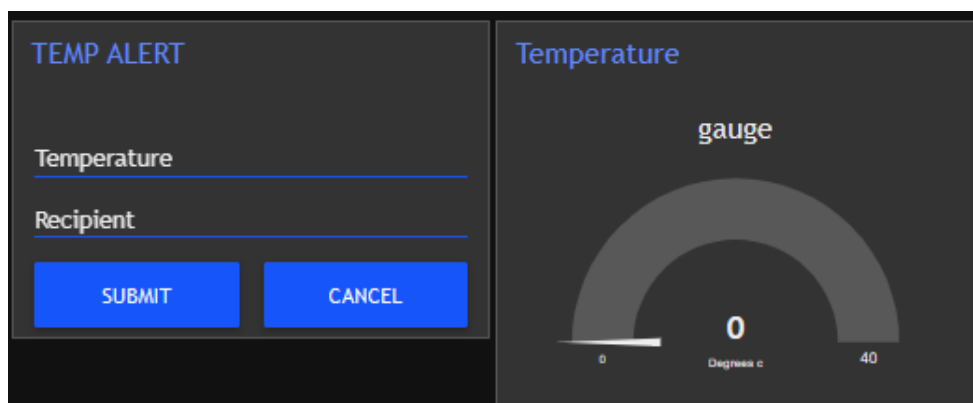 TEMP ALERT
Temperature
Recipient
SUBMIT CANCEL
Temperature
gauge
0
0 Degrees c 40